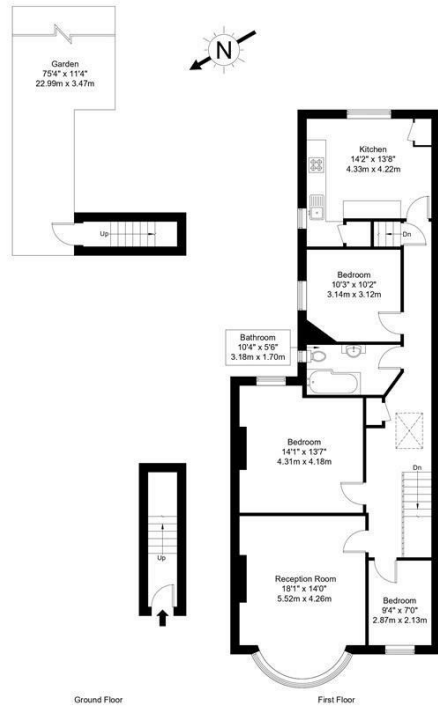 N
Garden
75'4" x 11'4"
22.99m x 3.47m
Up
Kitchen
14'2" x 13'8"
4.33m x 4.22m
Dn
Bedroom
10'3" x 10'2"
3.14m x 3.12m
Bathroom
10'4" x 5'6"
3.18m x 1.70m
Bedroom
14'1" x 13'7"
4.31m x 4.18m
Dn
Up
Reception Room
18'1" x 14'0"
5.52m x 4.26m
Bedroom
9'4" x 7'0"
2.87m x 2.13m
Ground Floor
First Floor